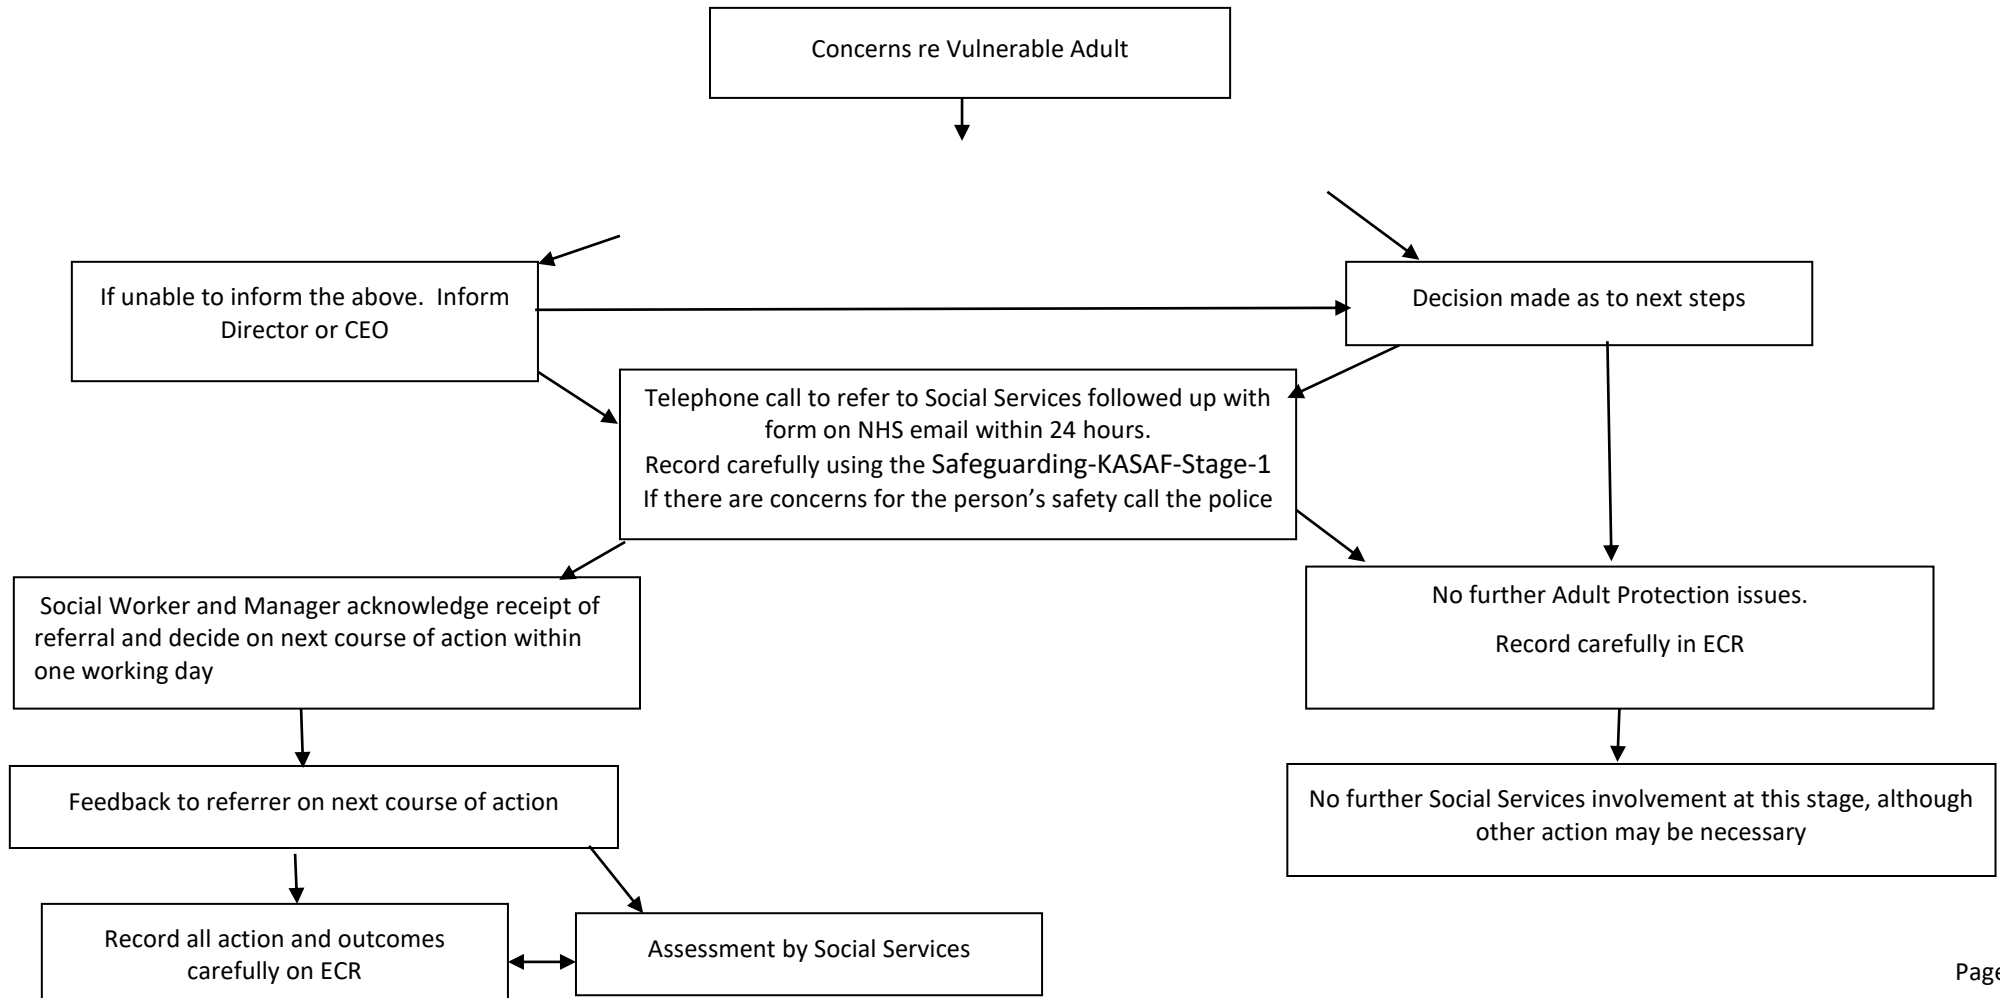 Concerns re Vulnerable Adult
If unable to inform the above.  Inform
Director or CEO
Decision made as to next steps
Telephone call to refer to Social Services followed up with
form on NHS email within 24 hours.
Record carefully using the Safeguarding-KASAF-Stage-1
If there are concerns for the person’s safety call the police
Social Worker and Manager acknowledge receipt of
referral and decide on next course of action within
one working day
No further Adult Protection issues.
Record carefully in ECR
Feedback to referrer on next course of action
No further Social Services involvement at this stage, although
other action may be necessary
Record all action and outcomes
carefully on ECR
Assessment by Social Services
Page